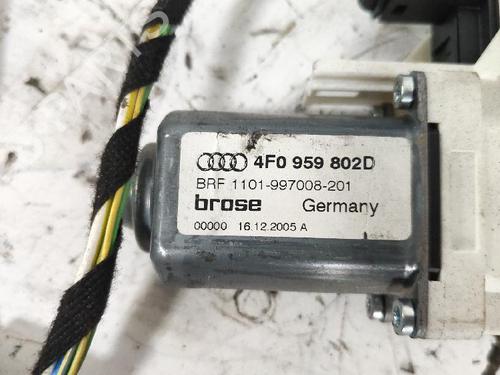 4F0 959 802D
BRF 1101-997008-201
brose Germany
00000 16.12.2005 A